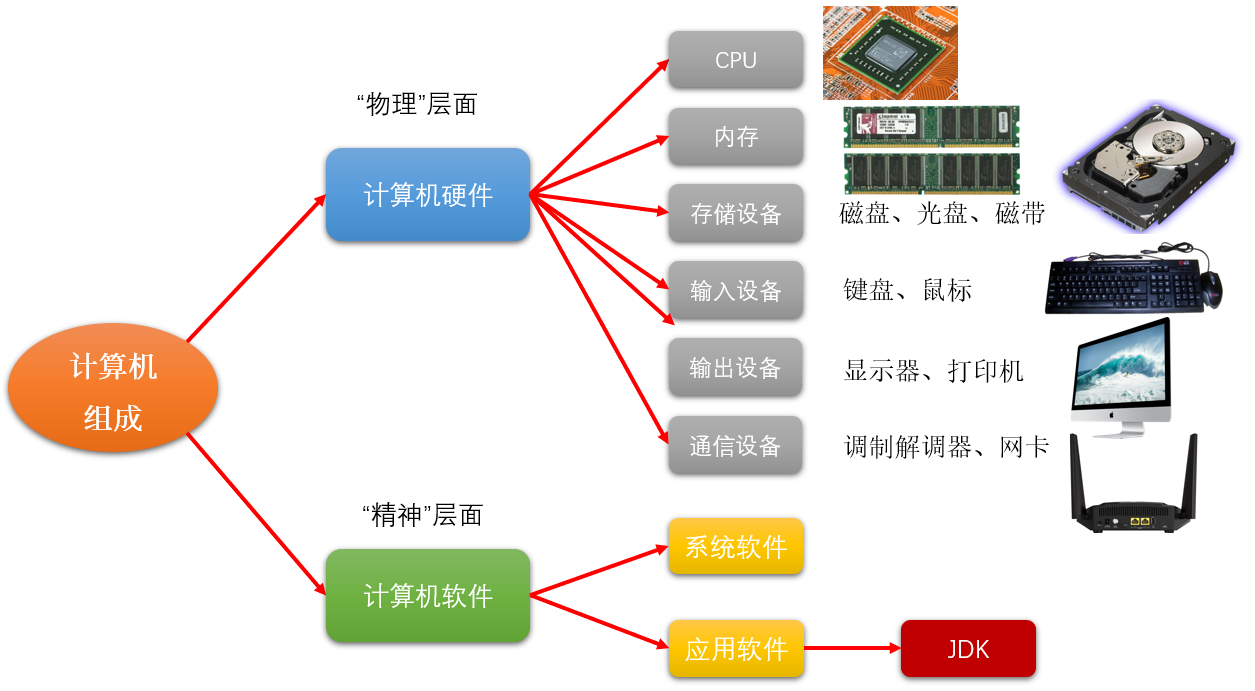 CPU
“物理”层面
内存
Kingston
计算机硬件
存储设备
磁盘、光盘、磁带
输入设备
键盘、鼠标
计算机
组成
输出设备
显示器、打印机
通信设备
调制解调器、网卡
“精神”层面
系统软件
计算机软件
应用软件
JDK